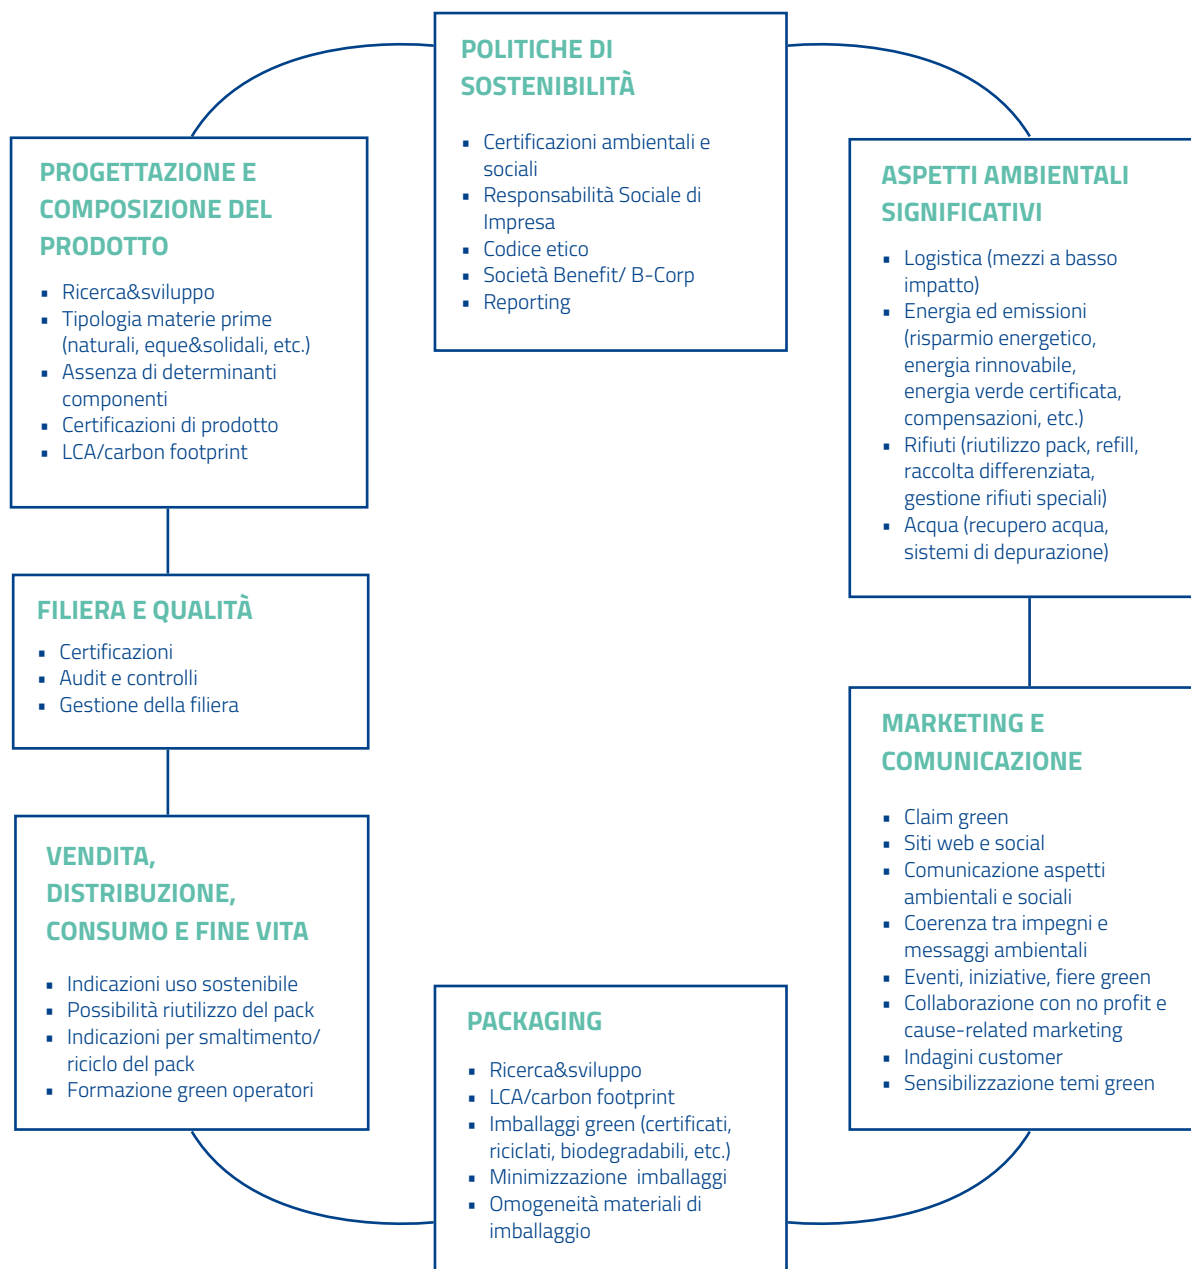 POLITICHE DI
SOSTENIBILITÀ
▪ Certificazioni ambientali e
sociali
▪ Responsabilità Sociale di
Impresa
▪ Codice etico
▪ Società Benefit/ B-Corp
▪ Reporting
PROGETTAZIONE E
COMPOSIZIONE DEL
PRODOTTO
▪ Ricerca&sviluppo
▪ Tipologia materie prime
(naturali, eque&solidali, etc.)
▪ Assenza di determinanti
componenti
▪ Certificazioni di prodotto
▪ LCA/carbon footprint
ASPETTI AMBIENTALI
SIGNIFICATIVI
▪ Logistica (mezzi a basso
impatto)
▪ Energia ed emissioni
(risparmio energetico,
energia rinnovabile,
energia verde certificata,
compensazioni, etc.)
▪ Rifiuti (riutilizzo pack, refill,
raccolta differenziata,
gestione rifiuti speciali)
▪ Acqua (recupero acqua,
sistemi di depurazione)
FILIERA E QUALITÀ
▪ Certificazioni
▪ Audit e controlli
▪ Gestione della filiera
MARKETING E
COMUNICAZIONE
▪ Claim green
▪ Siti web e social
▪ Comunicazione aspetti
ambientali e sociali
▪ Coerenza tra impegni e
messaggi ambientali
▪ Eventi, iniziative, fiere green
▪ Collaborazione con no profit e
cause-related marketing
▪ Indagini customer
▪ Sensibilizzazione temi green
VENDITA,
DISTRIBUZIONE,
CONSUMO E FINE VITA
▪ Indicazioni uso sostenibile
▪ Possibilità riutilizzo del pack
▪ Indicazioni per smaltimento/
riciclo del pack
▪ Formazione green operatori
PACKAGING
▪ Ricerca&sviluppo
▪ LCA/carbon footprint
▪ Imballaggi green (certificati,
riciclati, biodegradabili, etc.)
▪ Minimizzazione imballaggi
▪ Omogeneità materiali di
imballaggio